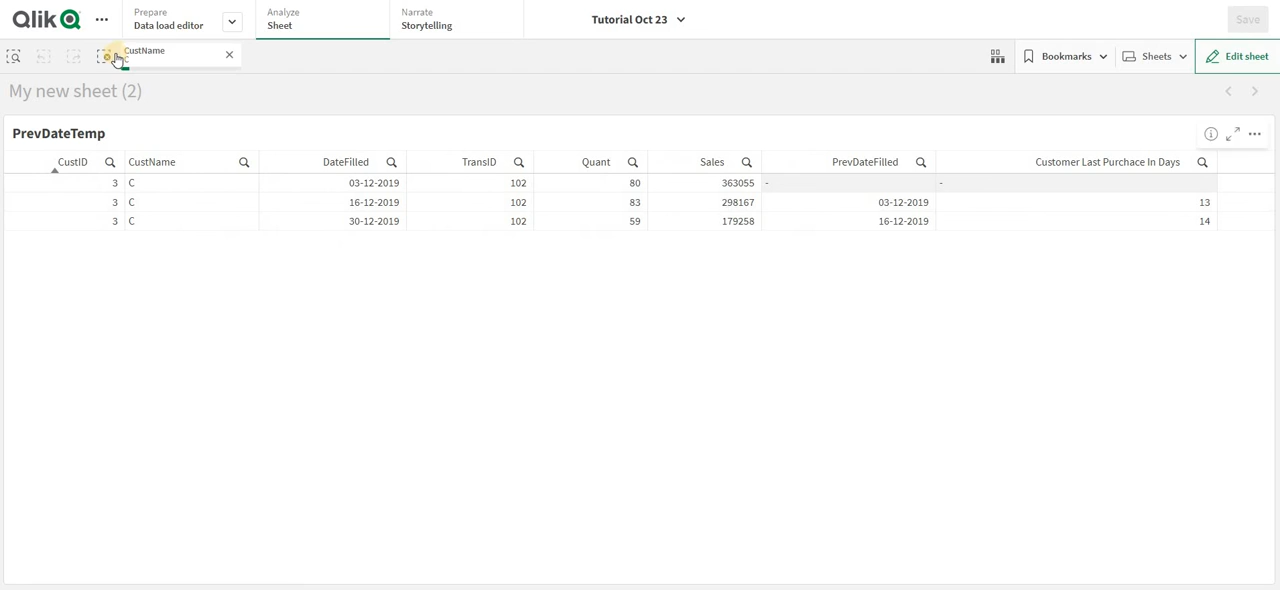 Qlik
Prepare
Data load editor
Analyze
Sheet
Narrate
Storytelling
Tutorial Oct 23
Save
CustName
C
Bookmarks
Sheets
Edit sheet
My new sheet (2)
PrevDateTemp
CustID CustName DateFilled TransID Quant Sales PrevDateFilled Customer Last Purchace In Days
3 C 03-12-2019 102 80 363055 - -
3 C 16-12-2019 102 83 298167 03-12-2019 13
3 C 30-12-2019 102 59 179258 16-12-2019 14